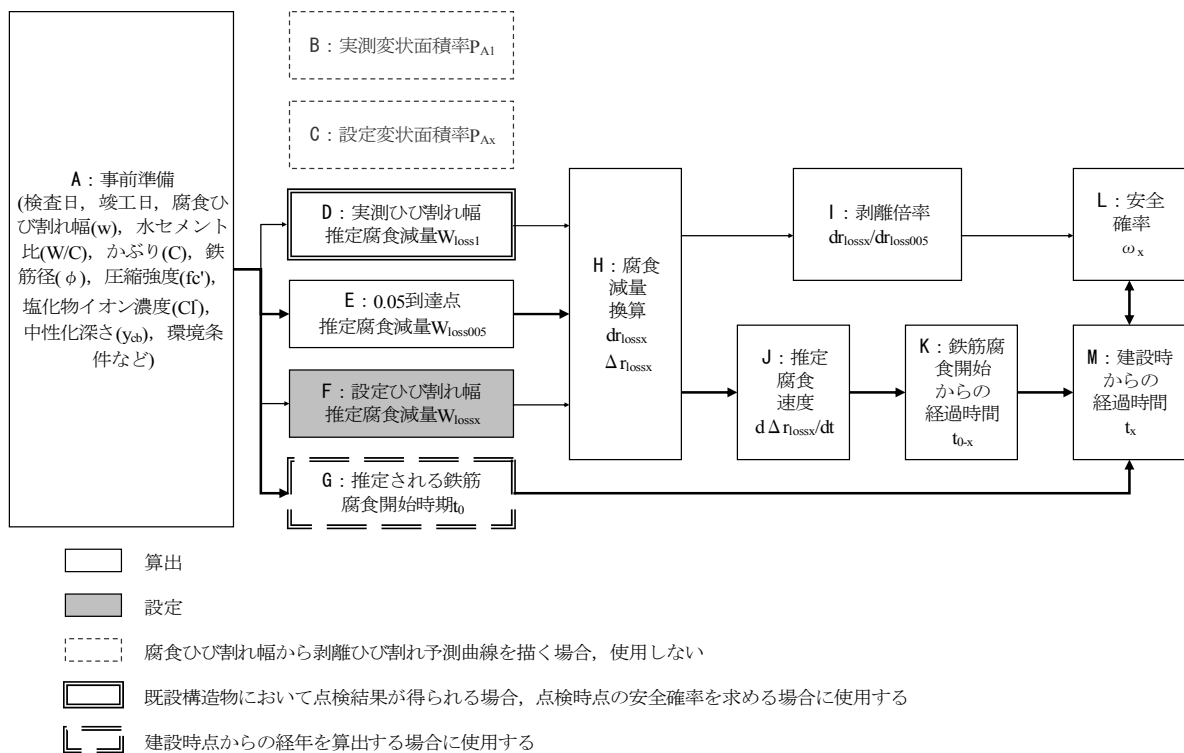 A：事前準備
(検査日，竣工日，腐食ひ
び割れ幅(w)，水セメント
比(W/C)，かぶり(C)，鉄
筋径(φ)，圧縮強度(fc'),
塩化物イオン濃度(Cl⁻),
中性化深さ(ycb)，環境条
件など)
B：実測変状面積率PA1
C：設定変状面積率PAx
D：実測ひび割れ幅
推定腐食減量Wloss1
E：0.05到達点
推定腐食減量Wloss005
F：設定ひび割れ幅
推定腐食減量Wlossx
G：推定される鉄筋
腐食開始時期t0
H：腐食
減量
換算
drlossx
Δrlossx
I：剥離倍率
drlossx/drloss005
J：推定
腐食
速度
dΔrlossx/dt
K：鉄筋腐
食開始
からの
経過時間
t0-x
L：安全
確率
ωx
M：建設時
からの
経過時間
tx
算出
設定
腐食ひび割れ幅から剥離ひび割れ予測曲線を描く場合，使用しない
既設構造物において点検結果が得られる場合，点検時点の安全確率を求める場合に使用する
建設時点からの経年を算出する場合に使用する